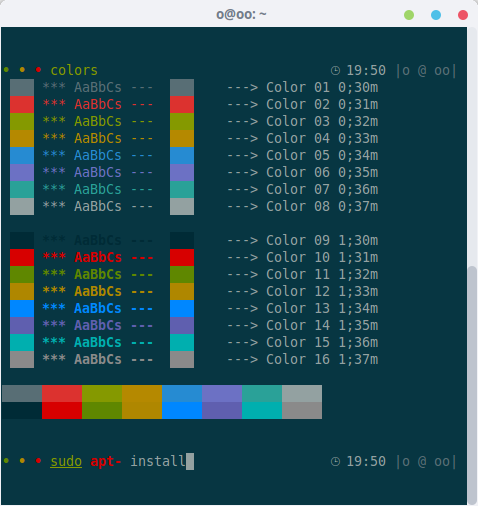 o@oo: ~
• • • colors 19:50 |o @ oo|
*** AaBbCs --- ---> Color 01 0;30m
*** AaBbCs --- ---> Color 02 0;31m
*** AaBbCs --- ---> Color 03 0;32m
*** AaBbCs --- ---> Color 04 0;33m
*** AaBbCs --- ---> Color 05 0;34m
*** AaBbCs --- ---> Color 06 0;35m
*** AaBbCs --- ---> Color 07 0;36m
*** AaBbCs --- ---> Color 08 0;37m
*** AaBbCs --- ---> Color 09 1;30m
*** AaBbCs --- ---> Color 10 1;31m
*** AaBbCs --- ---> Color 11 1;32m
*** AaBbCs --- ---> Color 12 1;33m
*** AaBbCs --- ---> Color 13 1;34m
*** AaBbCs --- ---> Color 14 1;35m
*** AaBbCs --- ---> Color 15 1;36m
*** AaBbCs --- ---> Color 16 1;37m
• • • sudo apt- install 19:50 |o @ oo|